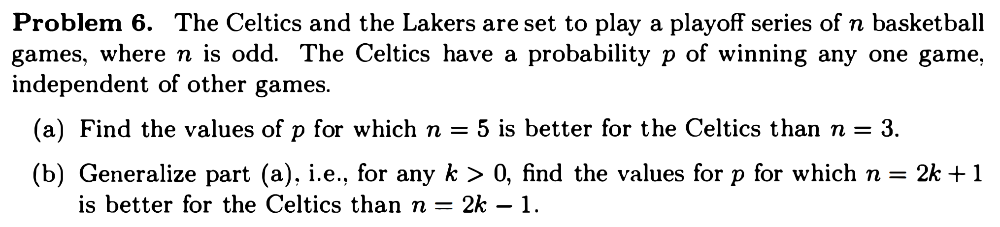 Problem 6. The Celtics and the Lakers are set to play a playoff series of n basketball
games, where n is odd. The Celtics have a probability p of winning any one game,
independent of other games.
(a) Find the values of p for which n = 5 is better for the Celtics than n = 3.
(b) Generalize part (a), i.e., for any k > 0, find the values for p for which n = 2k + 1
is better for the Celtics than n = 2k − 1.